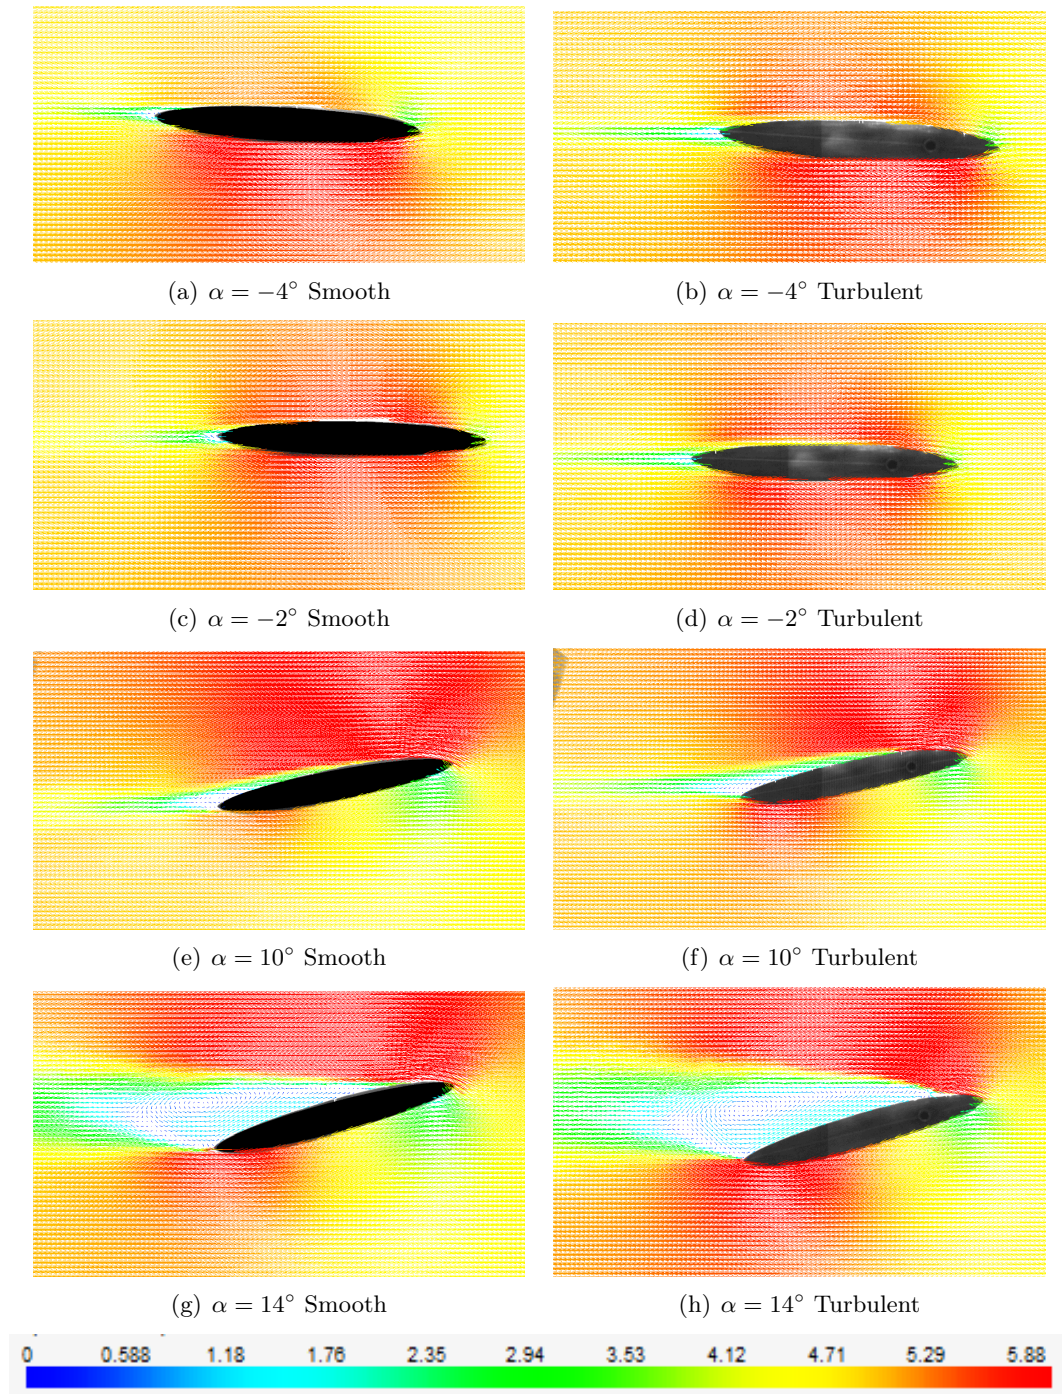 (a) α = −4° Smooth
(b) α = −4° Turbulent
(c) α = −2° Smooth
(d) α = −2° Turbulent
(e) α = 10° Smooth
(f) α = 10° Turbulent
(g) α = 14° Smooth
(h) α = 14° Turbulent
0 0.588 1.18 1.76 2.35 2.94 3.53 4.12 4.71 5.29 5.88